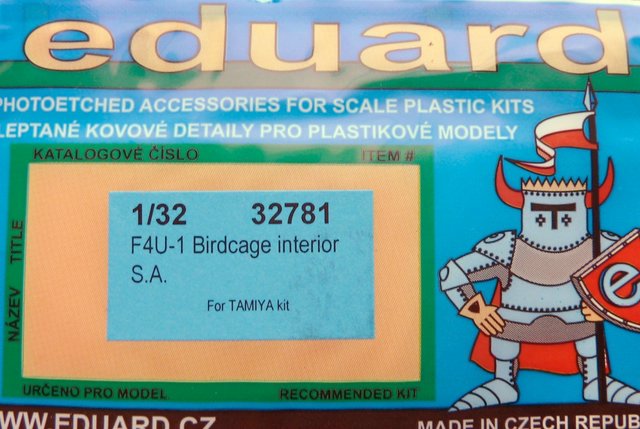 eduard
PHOTOETCHED ACCESSORIES FOR SCALE PLASTIC KITS
LEPTANÉ KOVOVÉ DETAILY PRO PLASTIKOVÉ MODELY
KATALOGOVÉ ČÍSLO ITEM #
NÁZEV TITLE
1/32 32781
F4U-1 Birdcage interior
S.A.
For TAMIYA kit
e
URČENO PRO MODEL RECOMMENDED KIT
WWW.EDUARD.CZ
MADE IN CZECH REPUB